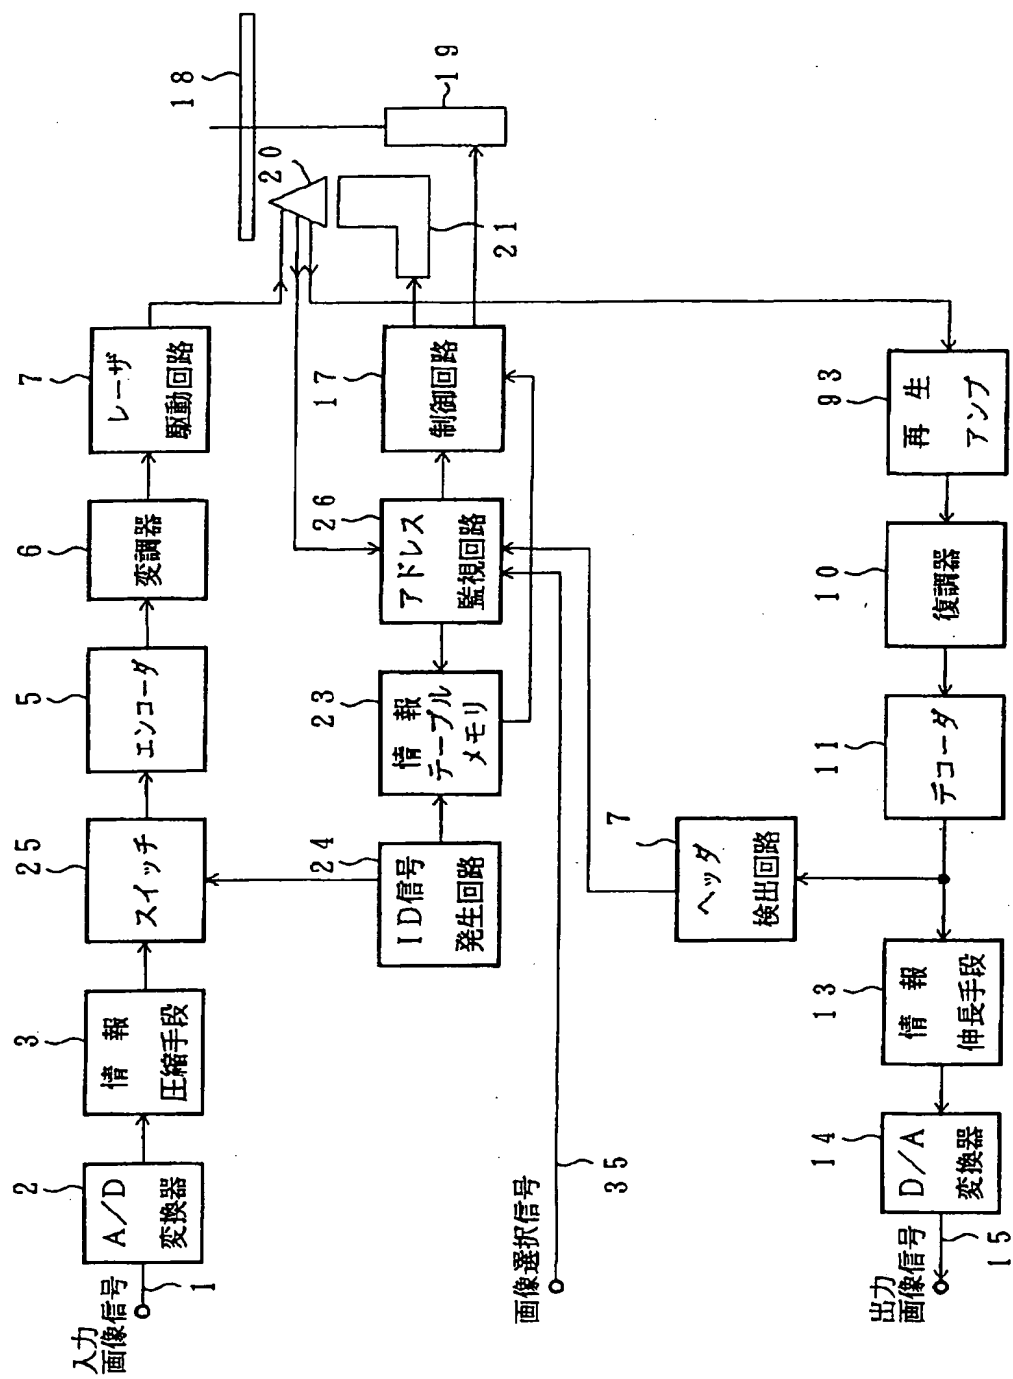 入力
画像信号
1
2
A/D
変換器
3
情報
圧縮手段
25
スイッチ
5
エンコーダ
6
変調器
7
レーザ
駆動回路
18
20
19
21
24
ID信号
発生回路
23
情報
テーブル
メモリ
26
アドレス
監視回路
17
制御回路
画像選択信号
35
7
ヘッダ
検出回路
93
再生
アンプ
10
復調器
11
デコーダ
13
情報
伸長手段
14
D/A
変換器
出力
画像信号
15